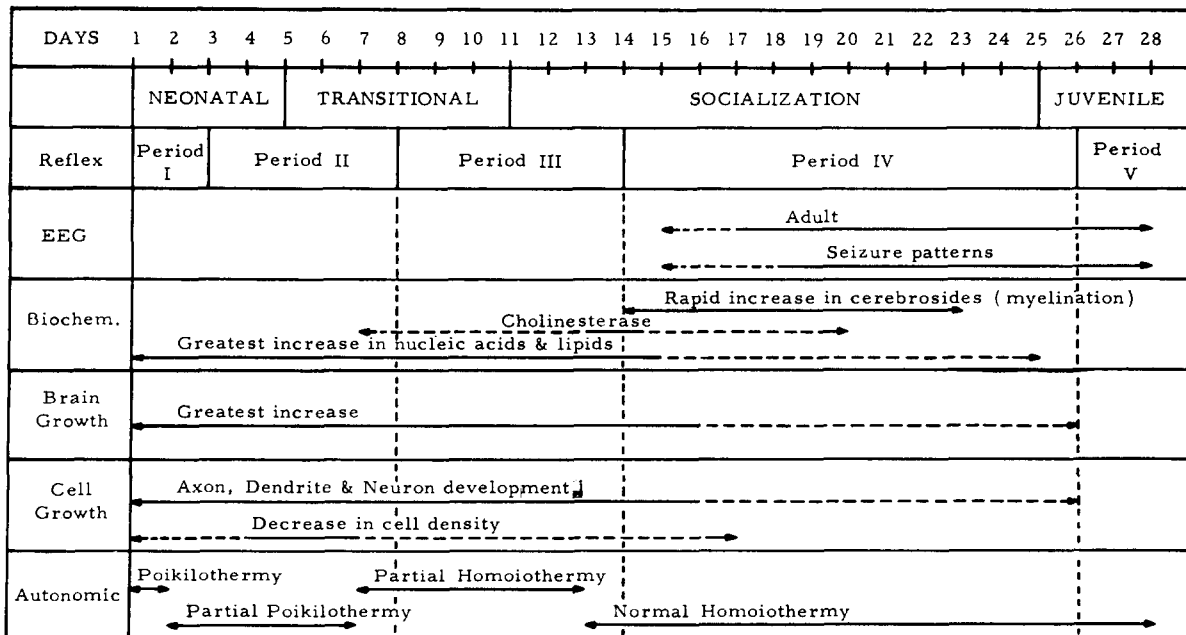 DAYS 1 2 3 4 5 6 7 8 9 10 11 12 13 14 15 16 17 18 19 20 21 22 23 24 25 26 27 28
NEONATAL TRANSITIONAL SOCIALIZATION JUVENILE
Reflex Period I Period II Period III Period IV Period V
EEG
Adult
Seizure patterns
Biochem.
Rapid increase in cerebrosides (myelination)
Cholinesterase
Greatest increase in nucleic acids & lipids
Brain
Growth
Greatest increase
Cell
Growth
Axon, Dendrite & Neuron development
Decrease in cell density
Autonomic
Poikilothermy Partial Homoiothermy
Partial Poikilothermy Normal Homoiothermy